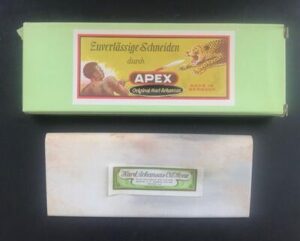 Zuverlässige Schneiden
durch
APEX
Original Hart Arkansas
MADE IN
GERMANY
Hard Arkansas Oil Stone